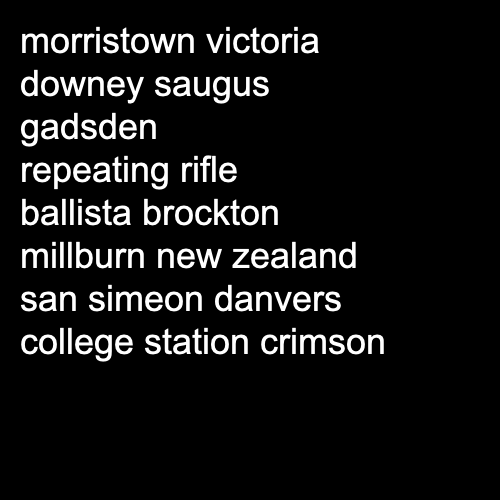 morristown victoria
downey saugus
gadsden
repeating rifle
ballista brockton
millburn new zealand
san simeon danvers
college station crimson